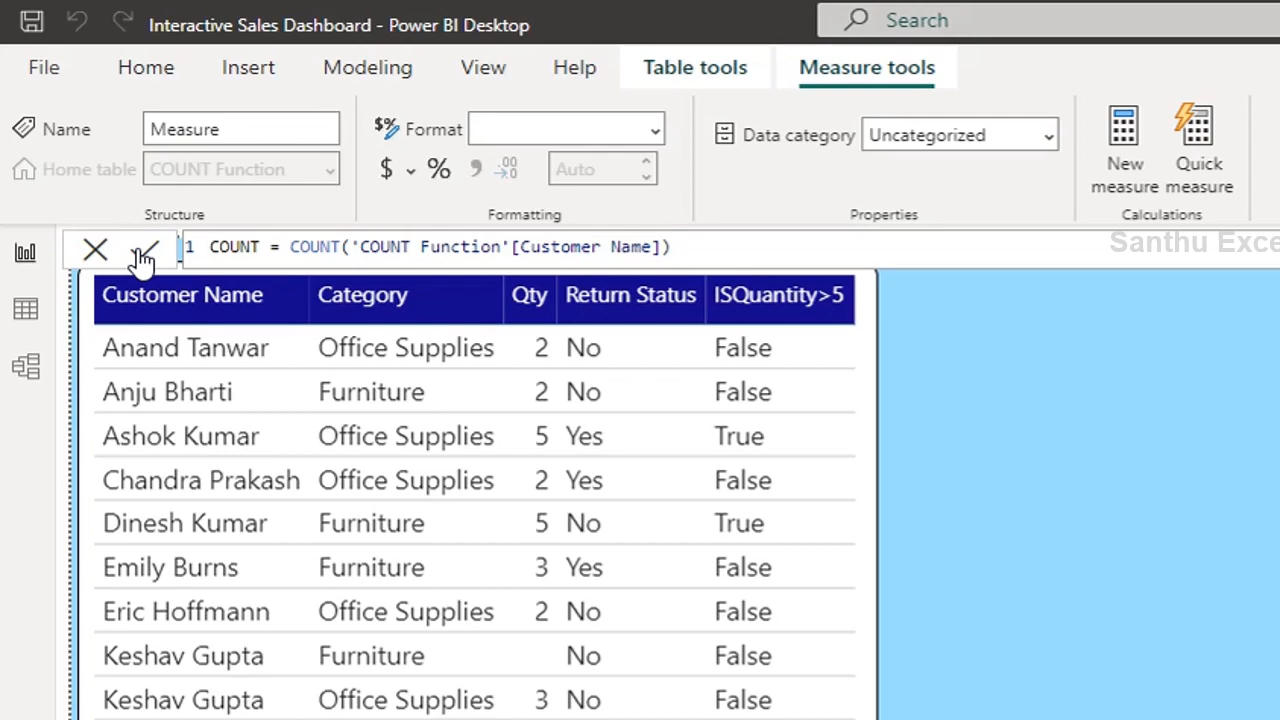 Interactive Sales Dashboard - Power BI Desktop
Search
File Home Insert Modeling View Help Table tools Measure tools
Name Measure
Home table COUNT Function
Structure
$% Format
$ % , .00
Auto
Formatting
Data category Uncategorized
Properties
New measure
Quick measure
Calculations
1 COUNT = COUNT('COUNT Function'[Customer Name])
Santhu Exce
Customer Name Category Qty Return Status ISQuantity>5
Anand Tanwar Office Supplies 2 No False
Anju Bharti Furniture 2 No False
Ashok Kumar Office Supplies 5 Yes True
Chandra Prakash Office Supplies 2 Yes False
Dinesh Kumar Furniture 5 No True
Emily Burns Furniture 3 Yes False
Eric Hoffmann Office Supplies 2 No False
Keshav Gupta Furniture No False
Keshav Gupta Office Supplies 3 No False